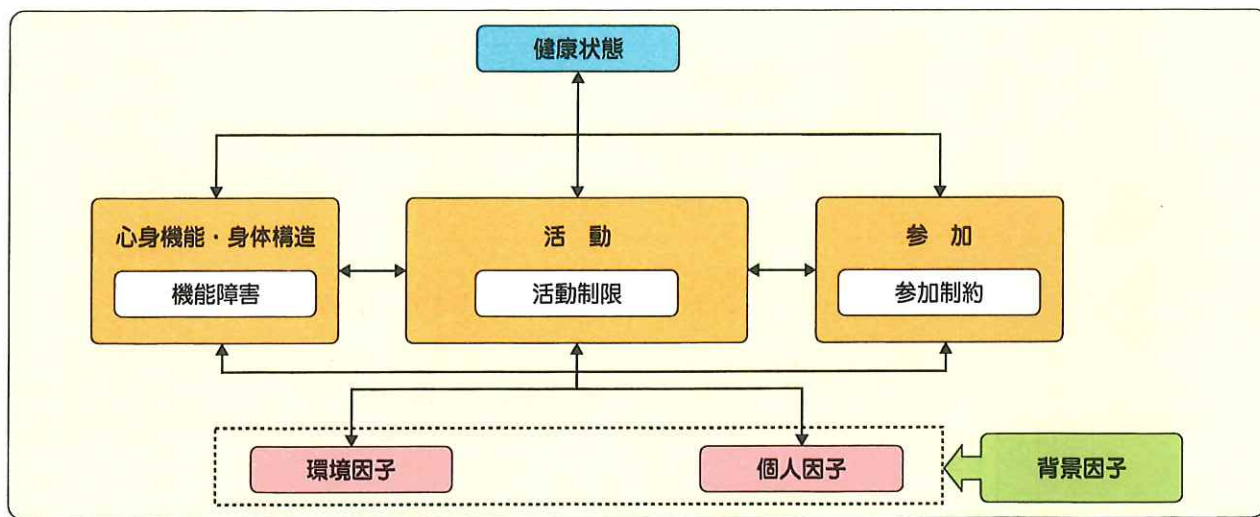 健康状態
心身機能・身体構造
機能障害
活　動
活動制限
参　加
参加制約
環境因子
個人因子
背景因子